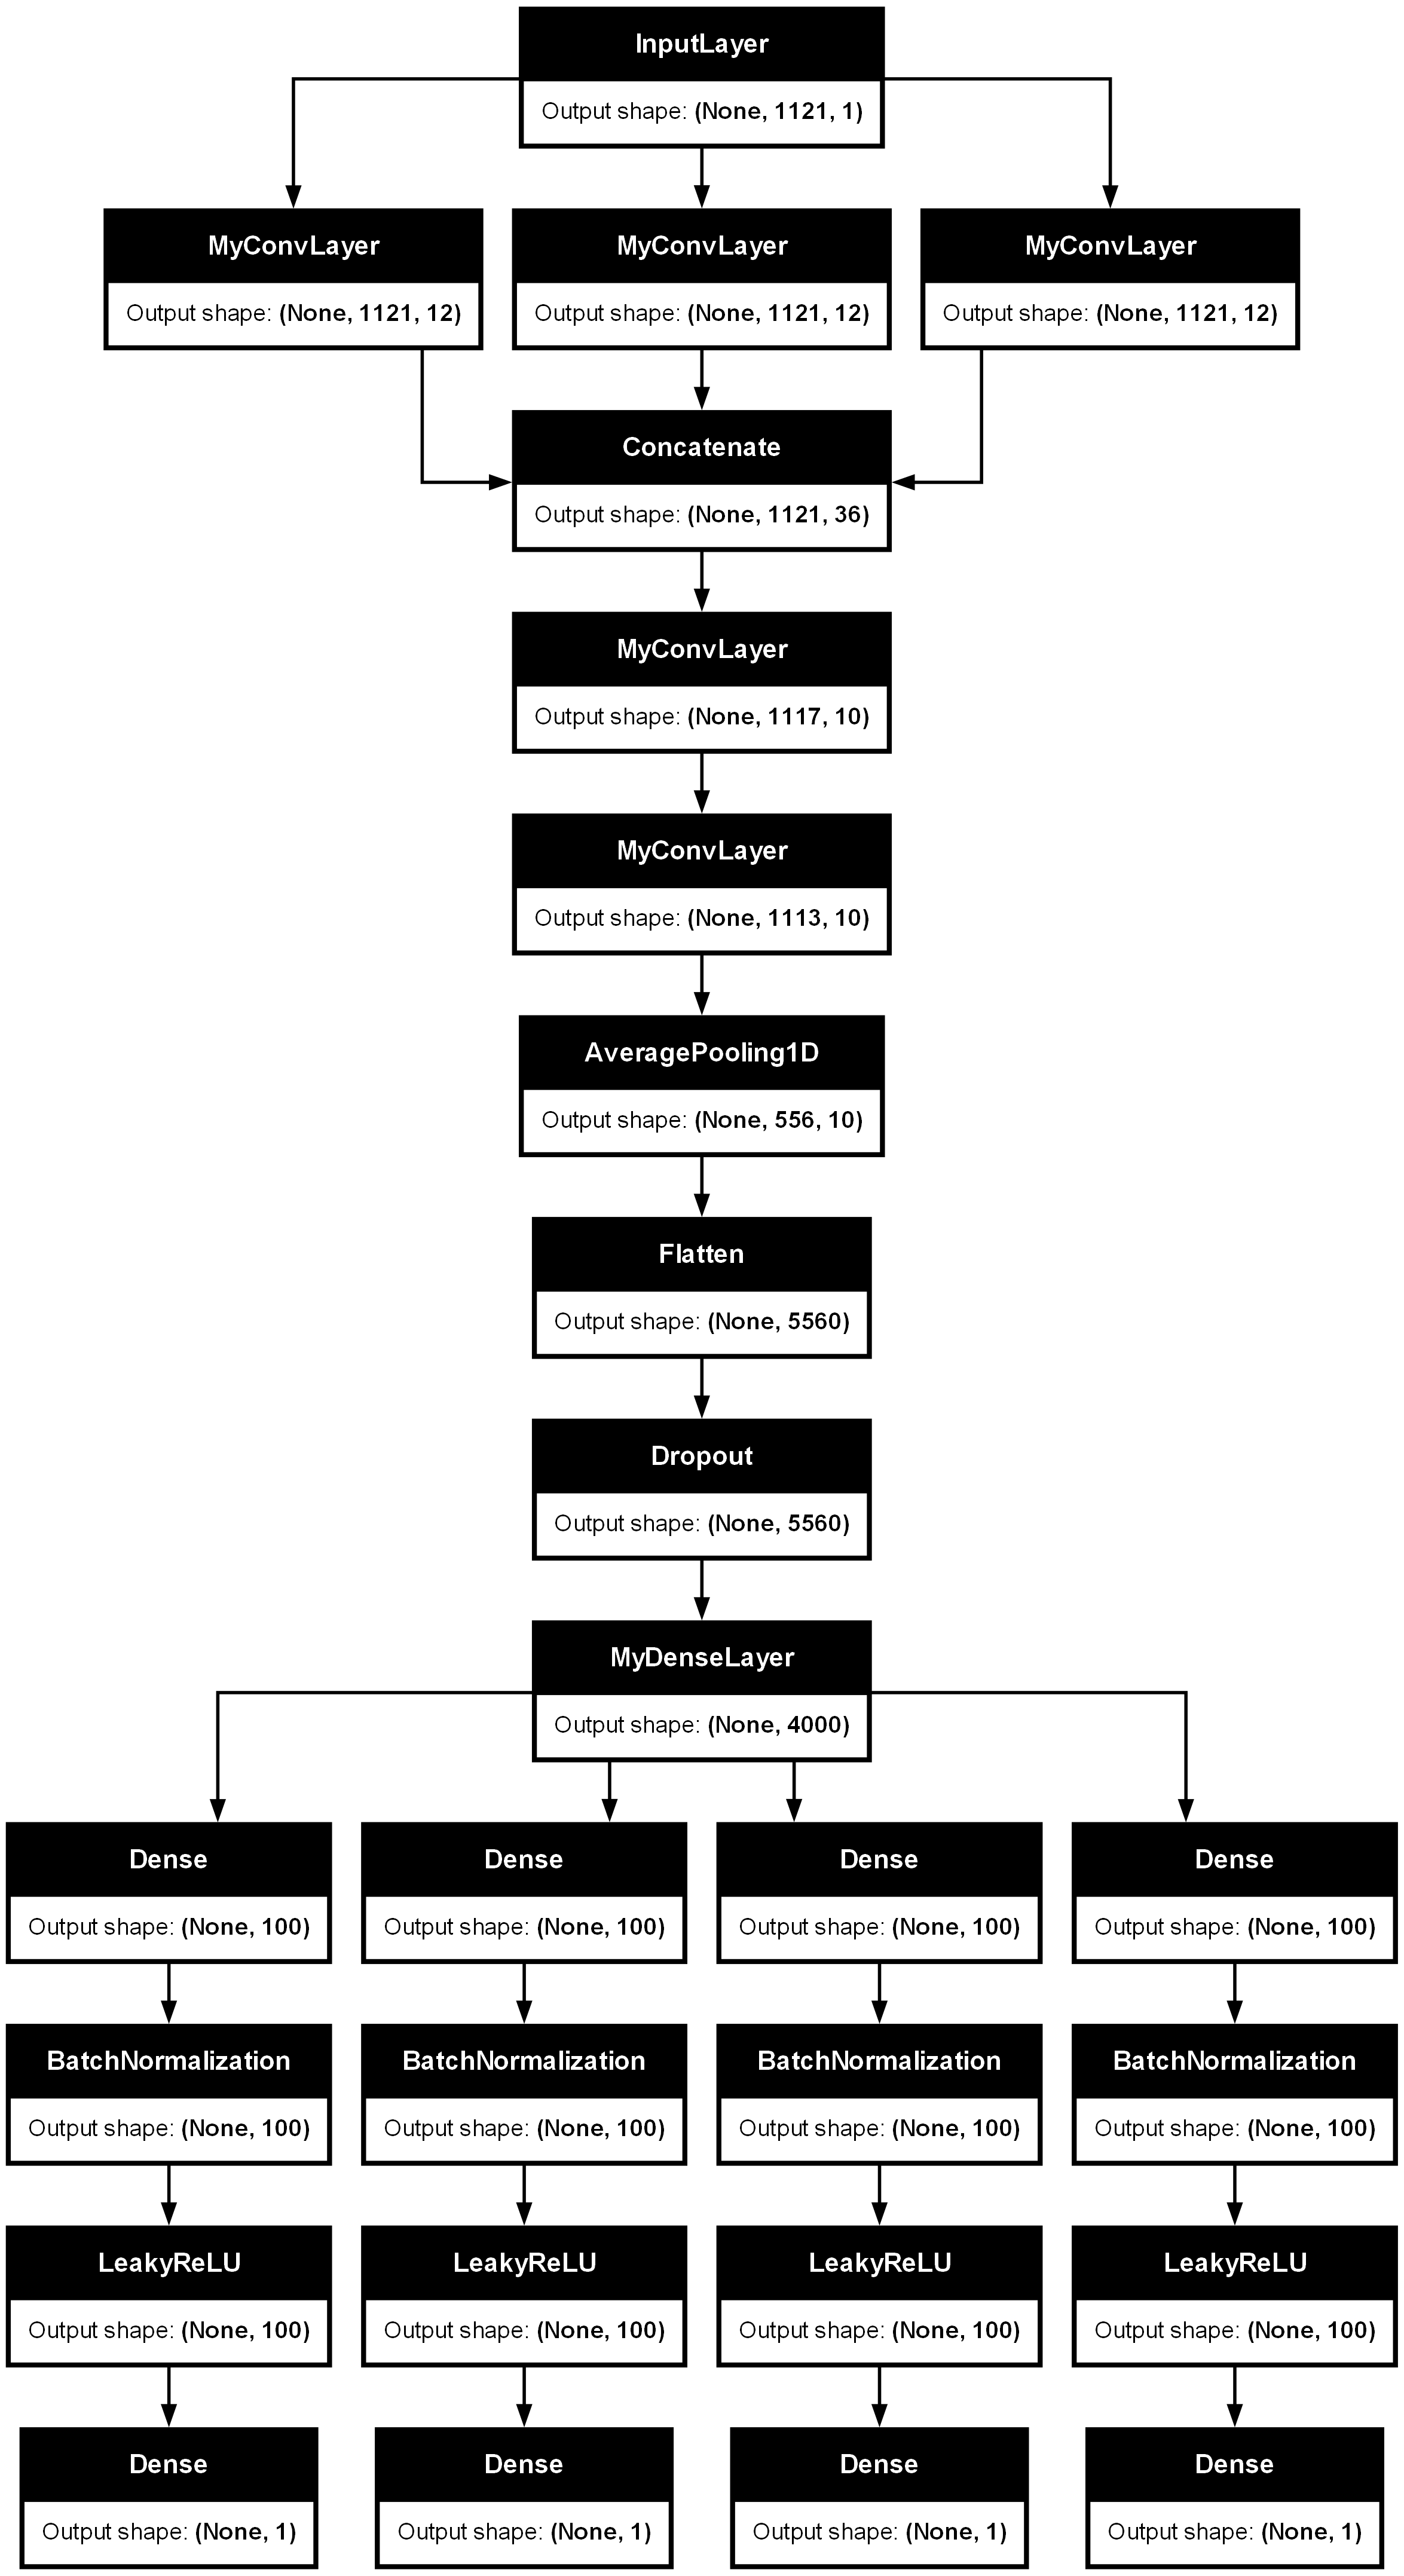 InputLayer
Output shape: (None, 1121, 1)
MyConvLayer
Output shape: (None, 1121, 12)
MyConvLayer
Output shape: (None, 1121, 12)
MyConvLayer
Output shape: (None, 1121, 12)
Concatenate
Output shape: (None, 1121, 36)
MyConvLayer
Output shape: (None, 1117, 10)
MyConvLayer
Output shape: (None, 1113, 10)
AveragePooling1D
Output shape: (None, 556, 10)
Flatten
Output shape: (None, 5560)
Dropout
Output shape: (None, 5560)
MyDenseLayer
Output shape: (None, 4000)
Dense
Output shape: (None, 100)
Dense
Output shape: (None, 100)
Dense
Output shape: (None, 100)
Dense
Output shape: (None, 100)
BatchNormalization
Output shape: (None, 100)
BatchNormalization
Output shape: (None, 100)
BatchNormalization
Output shape: (None, 100)
BatchNormalization
Output shape: (None, 100)
LeakyReLU
Output shape: (None, 100)
LeakyReLU
Output shape: (None, 100)
LeakyReLU
Output shape: (None, 100)
LeakyReLU
Output shape: (None, 100)
Dense
Output shape: (None, 1)
Dense
Output shape: (None, 1)
Dense
Output shape: (None, 1)
Dense
Output shape: (None, 1)